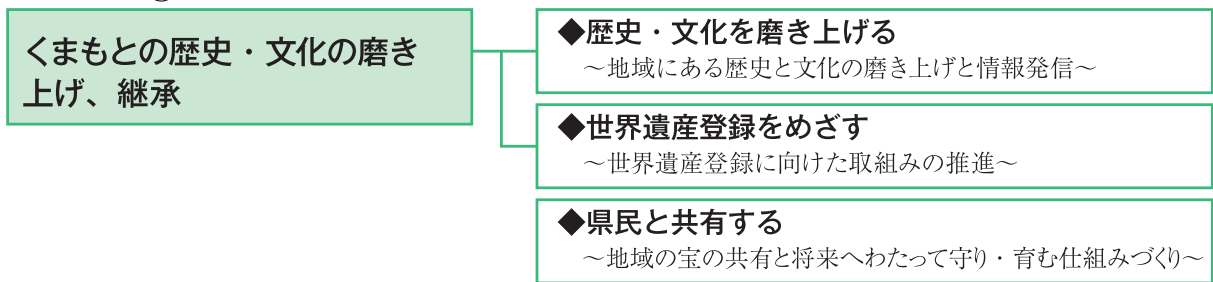 くまもとの歴史・文化の磨き
上げ、継承
◆歴史・文化を磨き上げる
～地域にある歴史と文化の磨き上げと情報発信～
◆世界遺産登録をめざす
～世界遺産登録に向けた取組みの推進～
◆県民と共有する
～地域の宝の共有と将来へわたって守り・育む仕組みづくり～